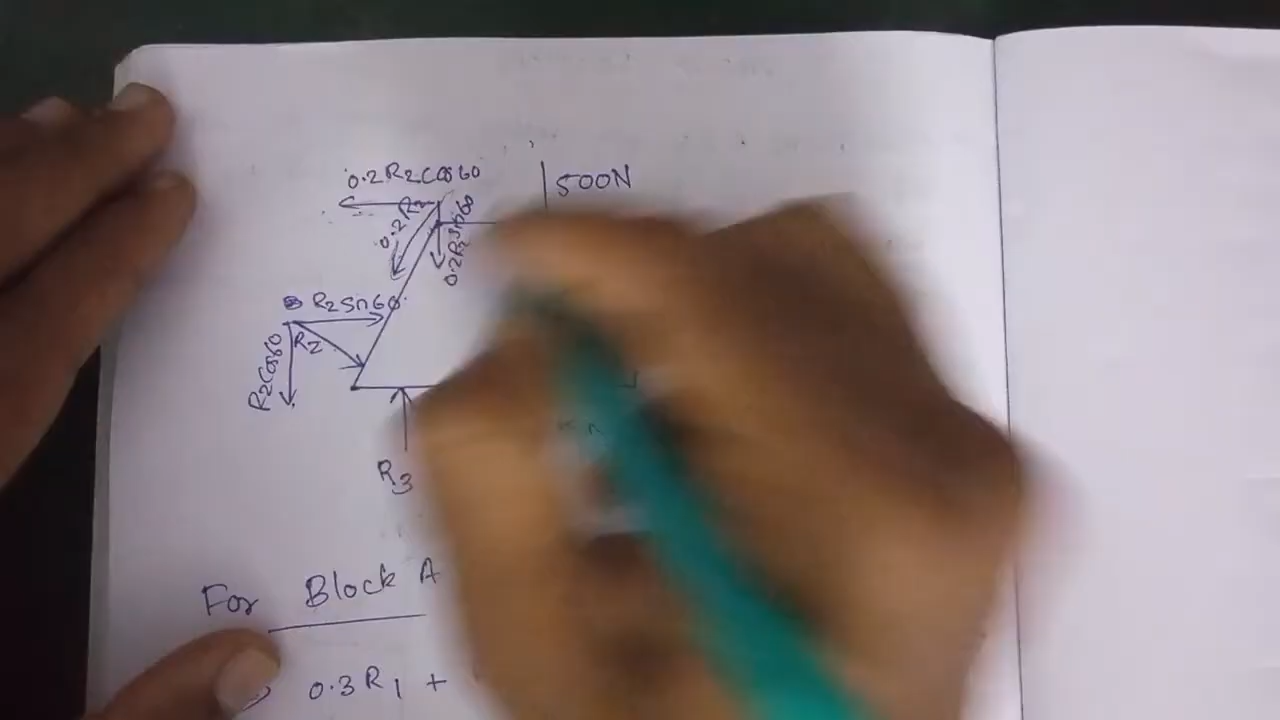 0.2R2Cos60
500N
0.2R2
0.2R2Sin60
R2Sin60
R2
R2Cos60
R3
For Block A
0.3R1 +